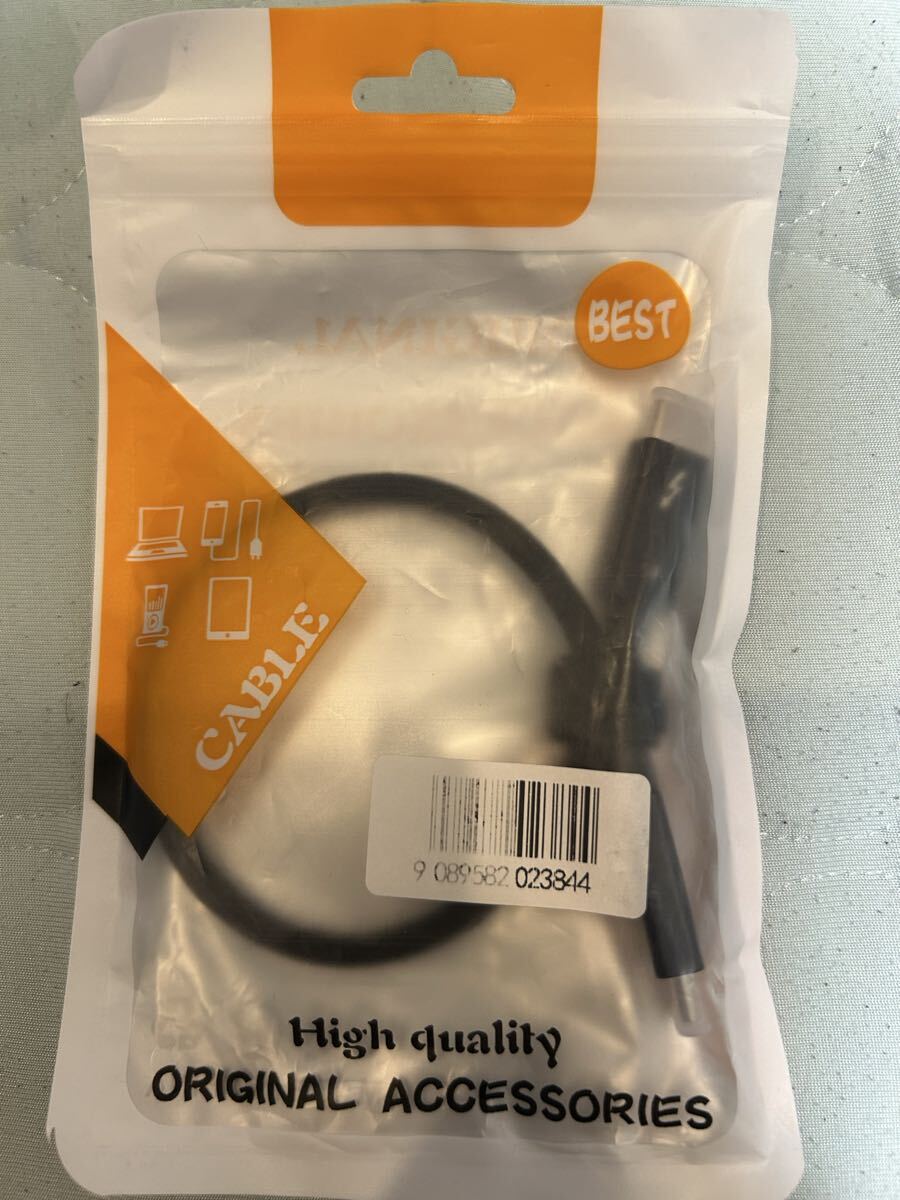 BEST
CABLE
9 089582 023844
High quality
ORIGINAL ACCESSORIES